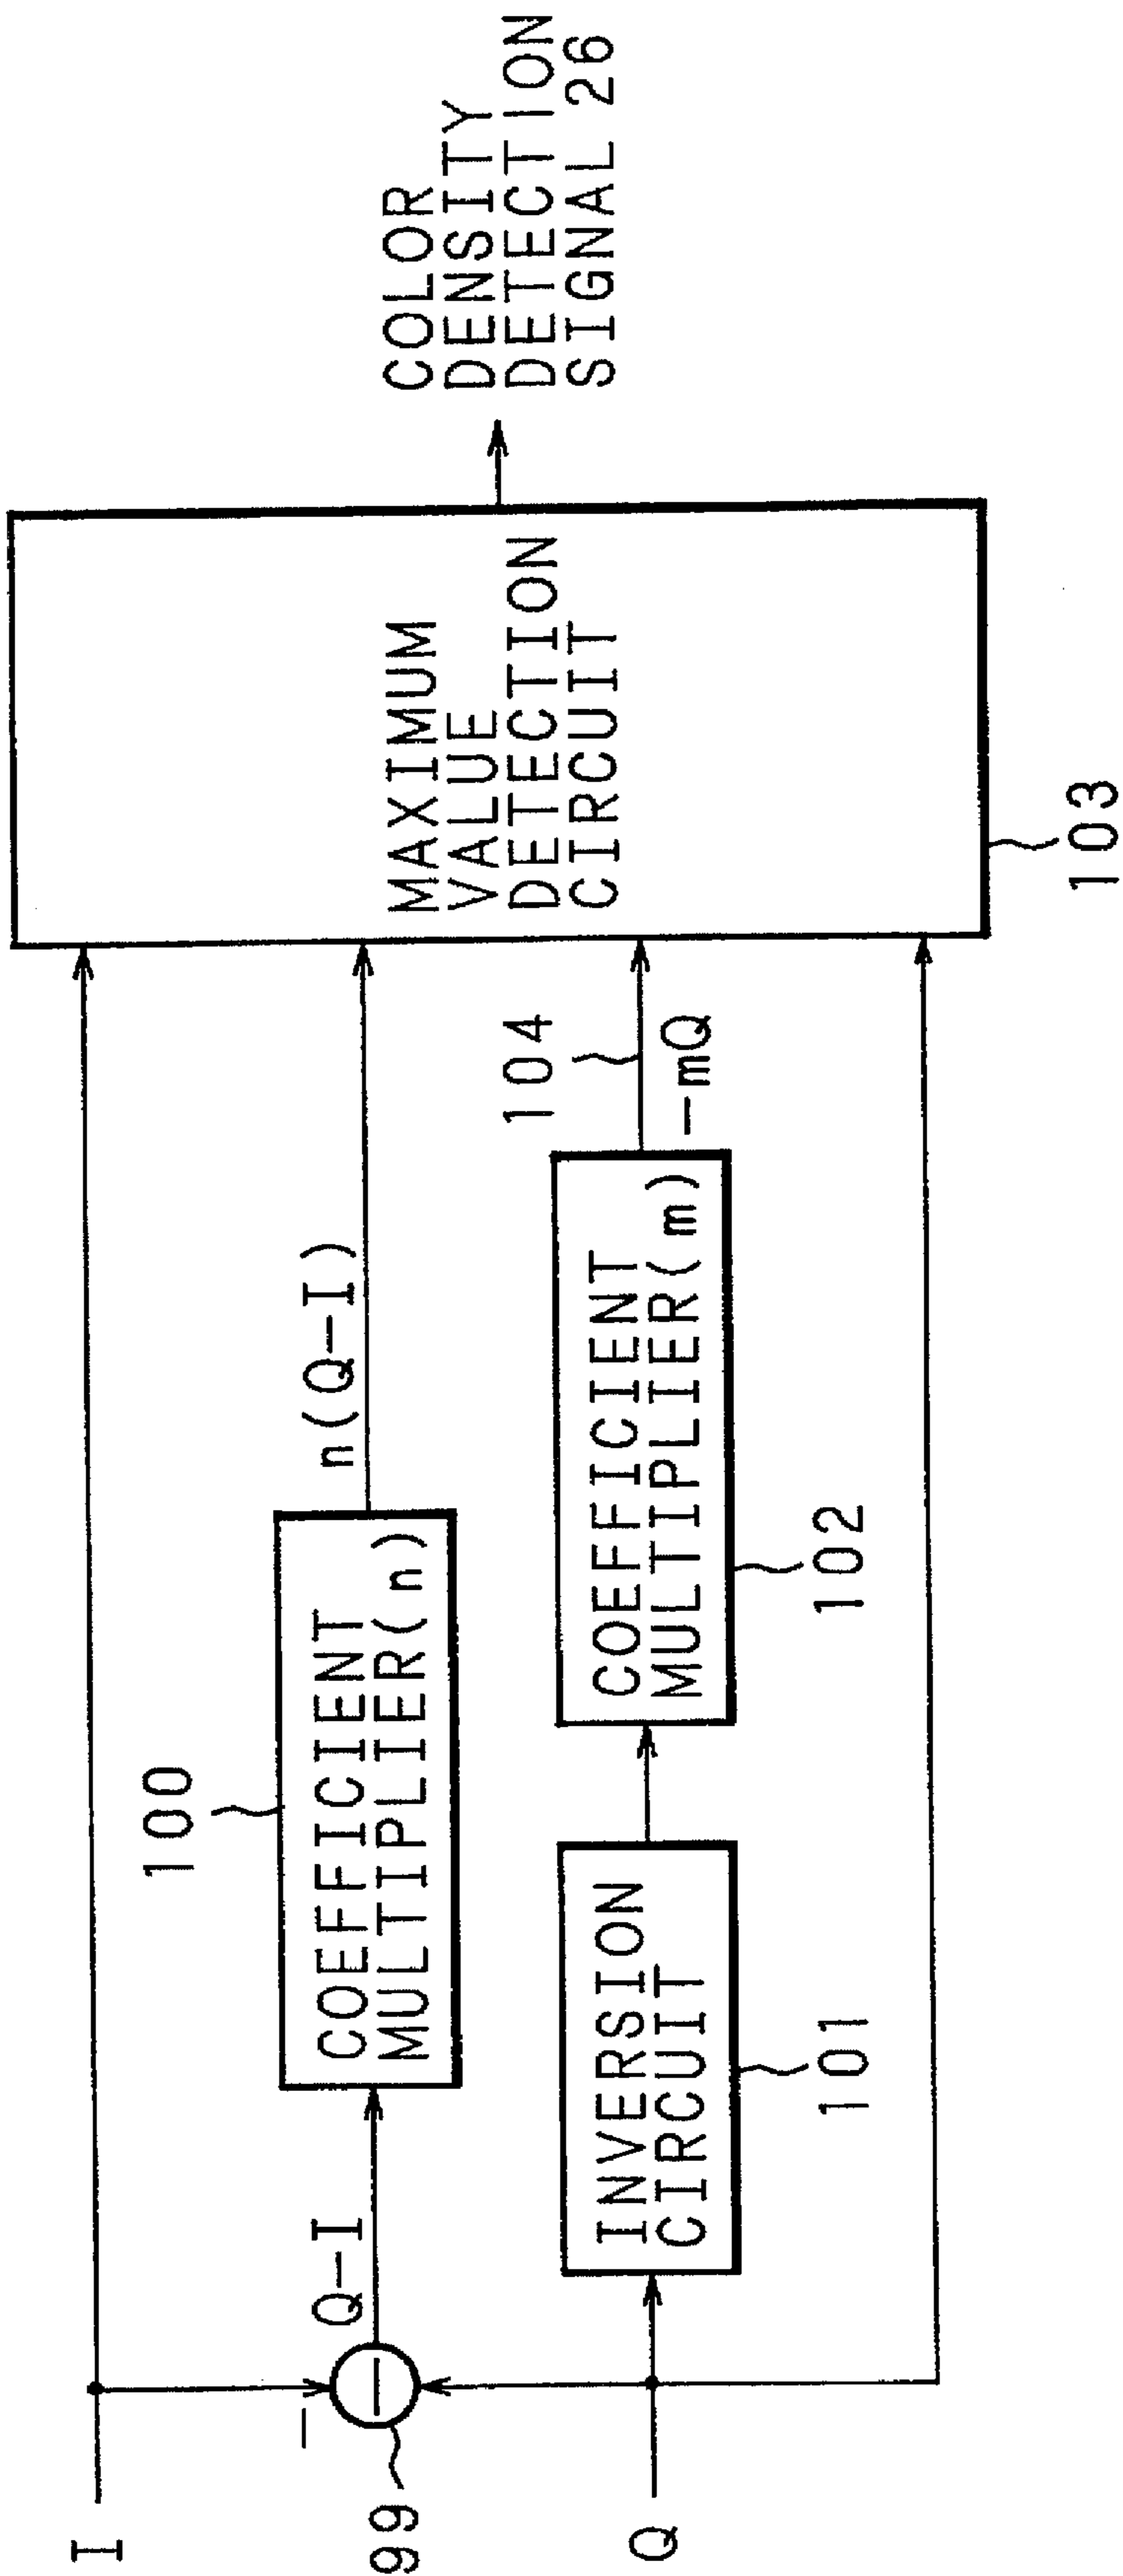 I
99
Q
Q-I
100
COEFFICIENT
MULTIPLIER(n)
n(Q-I)
INVERSION
CIRCUIT
101
COEFFICIENT
MULTIPLIER(m)
102
104
-mQ
MAXIMUM
VALUE
DETECTION
CIRCUIT
103
COLOR
DENSITY
DETECTION
SIGNAL 26